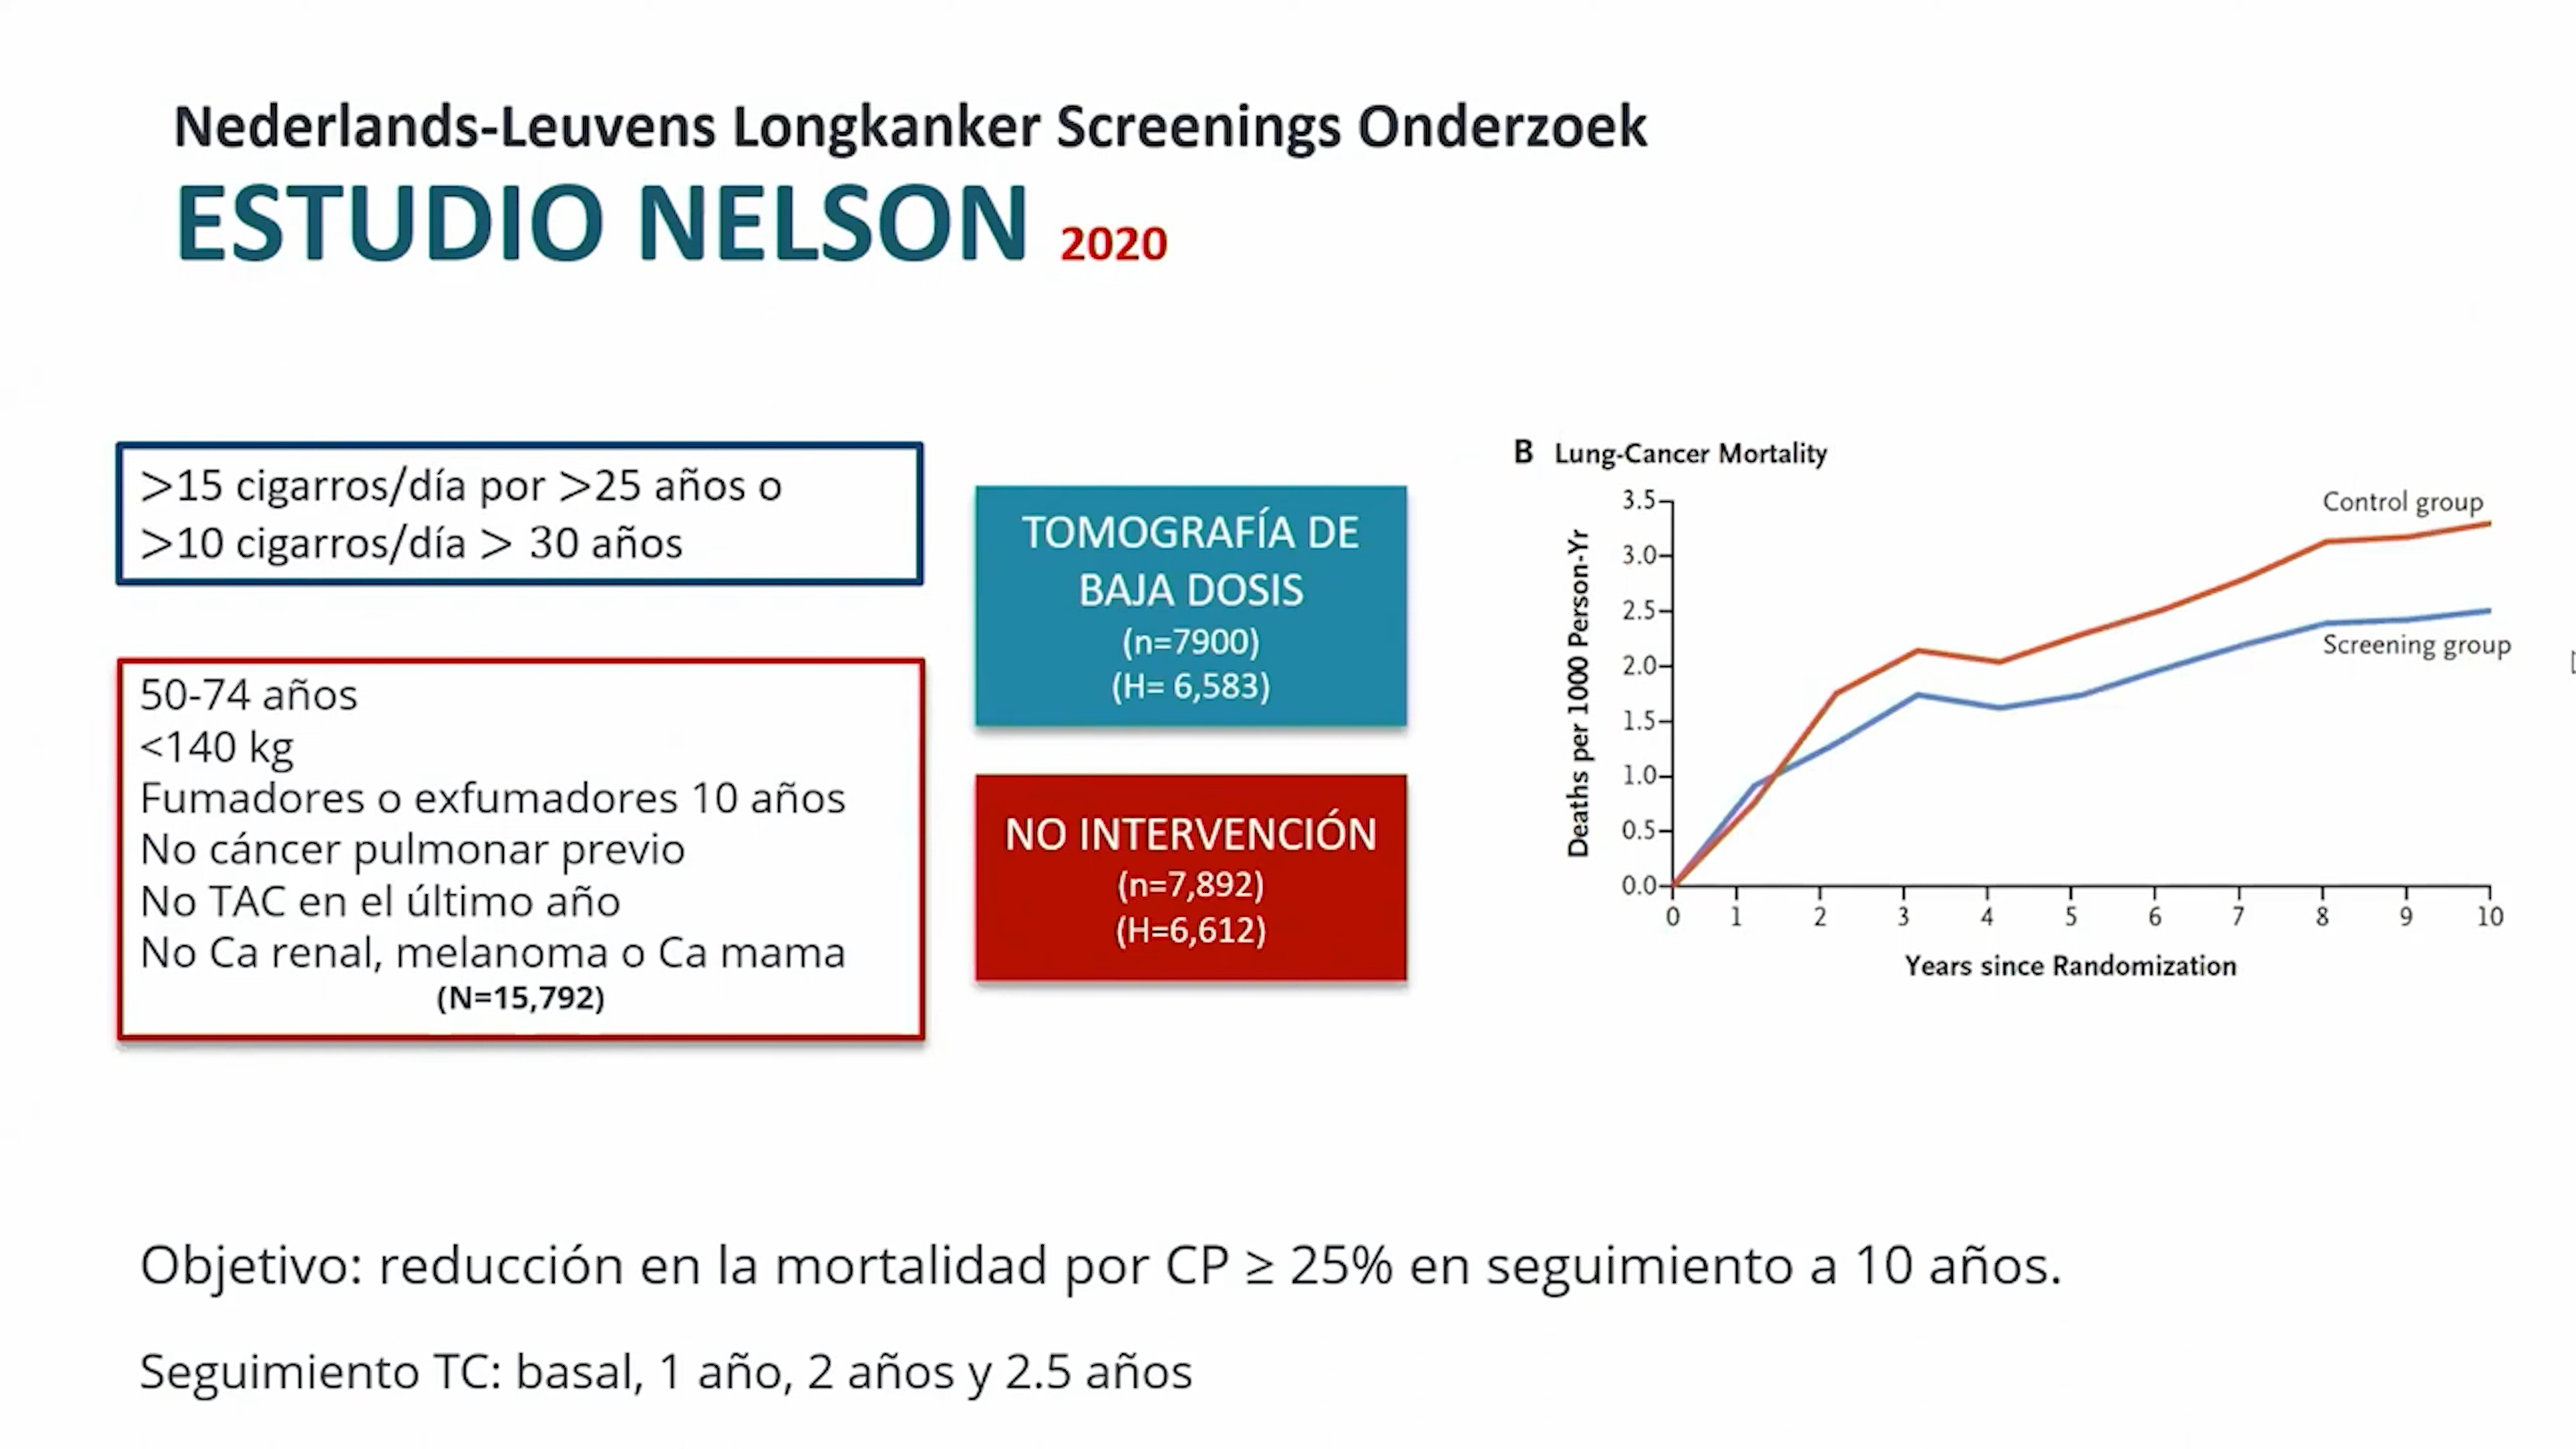 Nederlands-Leuvens Longkanker Screenings Onderzoek
ESTUDIO NELSON 2020
>15 cigarros/día por >25 años o
>10 cigarros/día > 30 años
50-74 años
<140 kg
Fumadores o exfumadores 10 años
No cáncer pulmonar previo
No TAC en el último año
No Ca renal, melanoma o Ca mama
(N=15,792)
TOMOGRAFÍA DE
BAJA DOSIS
(n=7900)
(H= 6,583)
NO INTERVENCIÓN
(n=7,892)
(H=6,612)
B Lung-Cancer Mortality
Deaths per 1000 Person-Yr
3.5
3.0
2.5
2.0
1.5
1.0
0.5
0.0
Control group
Screening group
0 1 2 3 4 5 6 7 8 9 10
Years since Randomization
Objetivo: reducción en la mortalidad por CP ≥ 25% en seguimiento a 10 años.
Seguimiento TC: basal, 1 año, 2 años y 2.5 años